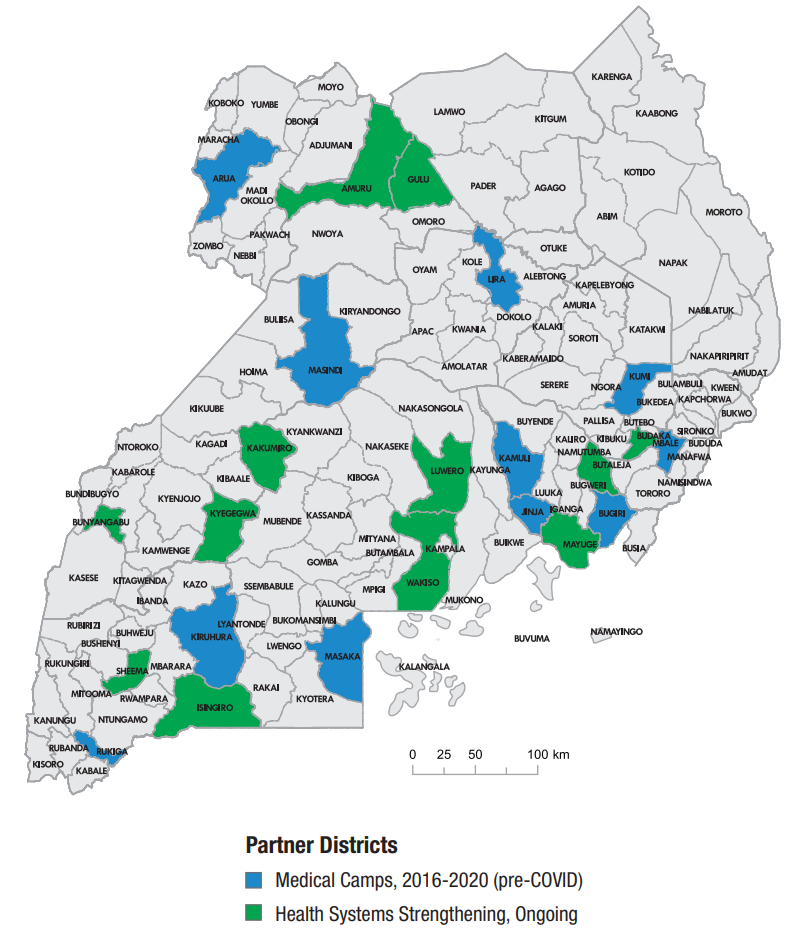 KARENGA
MOYO
KOBOKO
YUMBE
LAMWO
KAABONG
OBONGI
KITGUM
MARACHA
ADJUMANI
KOTIDO
ARUA
GULU
MADI
OKOLLO
AMURU
PADER
AGAGO
MOROTO
ABIM
OMORO
PAKWACH
NWOYA
ZOMBO
NEBBI
OTUKE
KOLE
NAPAK
OYAM
LIRA
ALEBTONG
KAPELEBYONG
AMURIA
KIRYANDONGO
NABILATUK
BULIISA
DOKOLO
KALAKI
APAC
KWANIA
KATAKWI
SOROTI
NAKAPIRIPIRIT
KABERAMAIDO
AMOLATAR
MASINDI
HOIMA
AMUDAT
KUMI
SERERE
NGORA
BULAMBULI
KWEEN
BUKEDEA
KAPCHORWA
KIKUUBE
NAKASONGOLA
BUKWO
BUYENDE
PALLISA
BUTEBO
KYANKWANZI
SIRONKO
KAGADI
NAKASEKE
KALIRO
KIBUKU
BUDAKA
MBALE
BUDUDA
NTOROKO
KAKUMIRO
NAMUTUMBA
MANAFWA
KAMULI
BUTALEJA
KABAROLE
LUWERO
KAYUNGA
KIBAALE
KIBOGA
BUGWERI
NAMISINDWA
BUNDIBUGYO
KYENJOJO
LUUKA
TORORO
IGANGA
KYEGEGWA
JINJA
BUGIRI
KASSANDA
MUBENDE
BUNYANGABU
MITYANA
BUIKWE
MAYUGE
BUSIA
KAMWENGE
BUTAMBALA
KAMPALA
GOMBA
KASESE
KITAGWENDA
KAZO
SSEMBABULE
MPIGI
WAKISO
IBANDA
KALUNGU
MUKONO
RUBIRIZI
LYANTONDE
BUKOMANSIMBI
BUHWEJU
KIRUHURA
NAMAYINGO
BUVUMA
BUSHENYI
LWENGO
MASAKA
RUKUNGIRI
SHEEMA
MBARARA
KALANGALA
RAKAI
MITOOMA
RWAMPARA
KYOTERA
ISINGIRO
KANUNGU
NTUNGAMO
RUBANDA
RUKIGA
KISORO
KABALE
0 25 50 100 km
Partner Districts
Medical Camps, 2016-2020 (pre-COVID)
Health Systems Strengthening, Ongoing